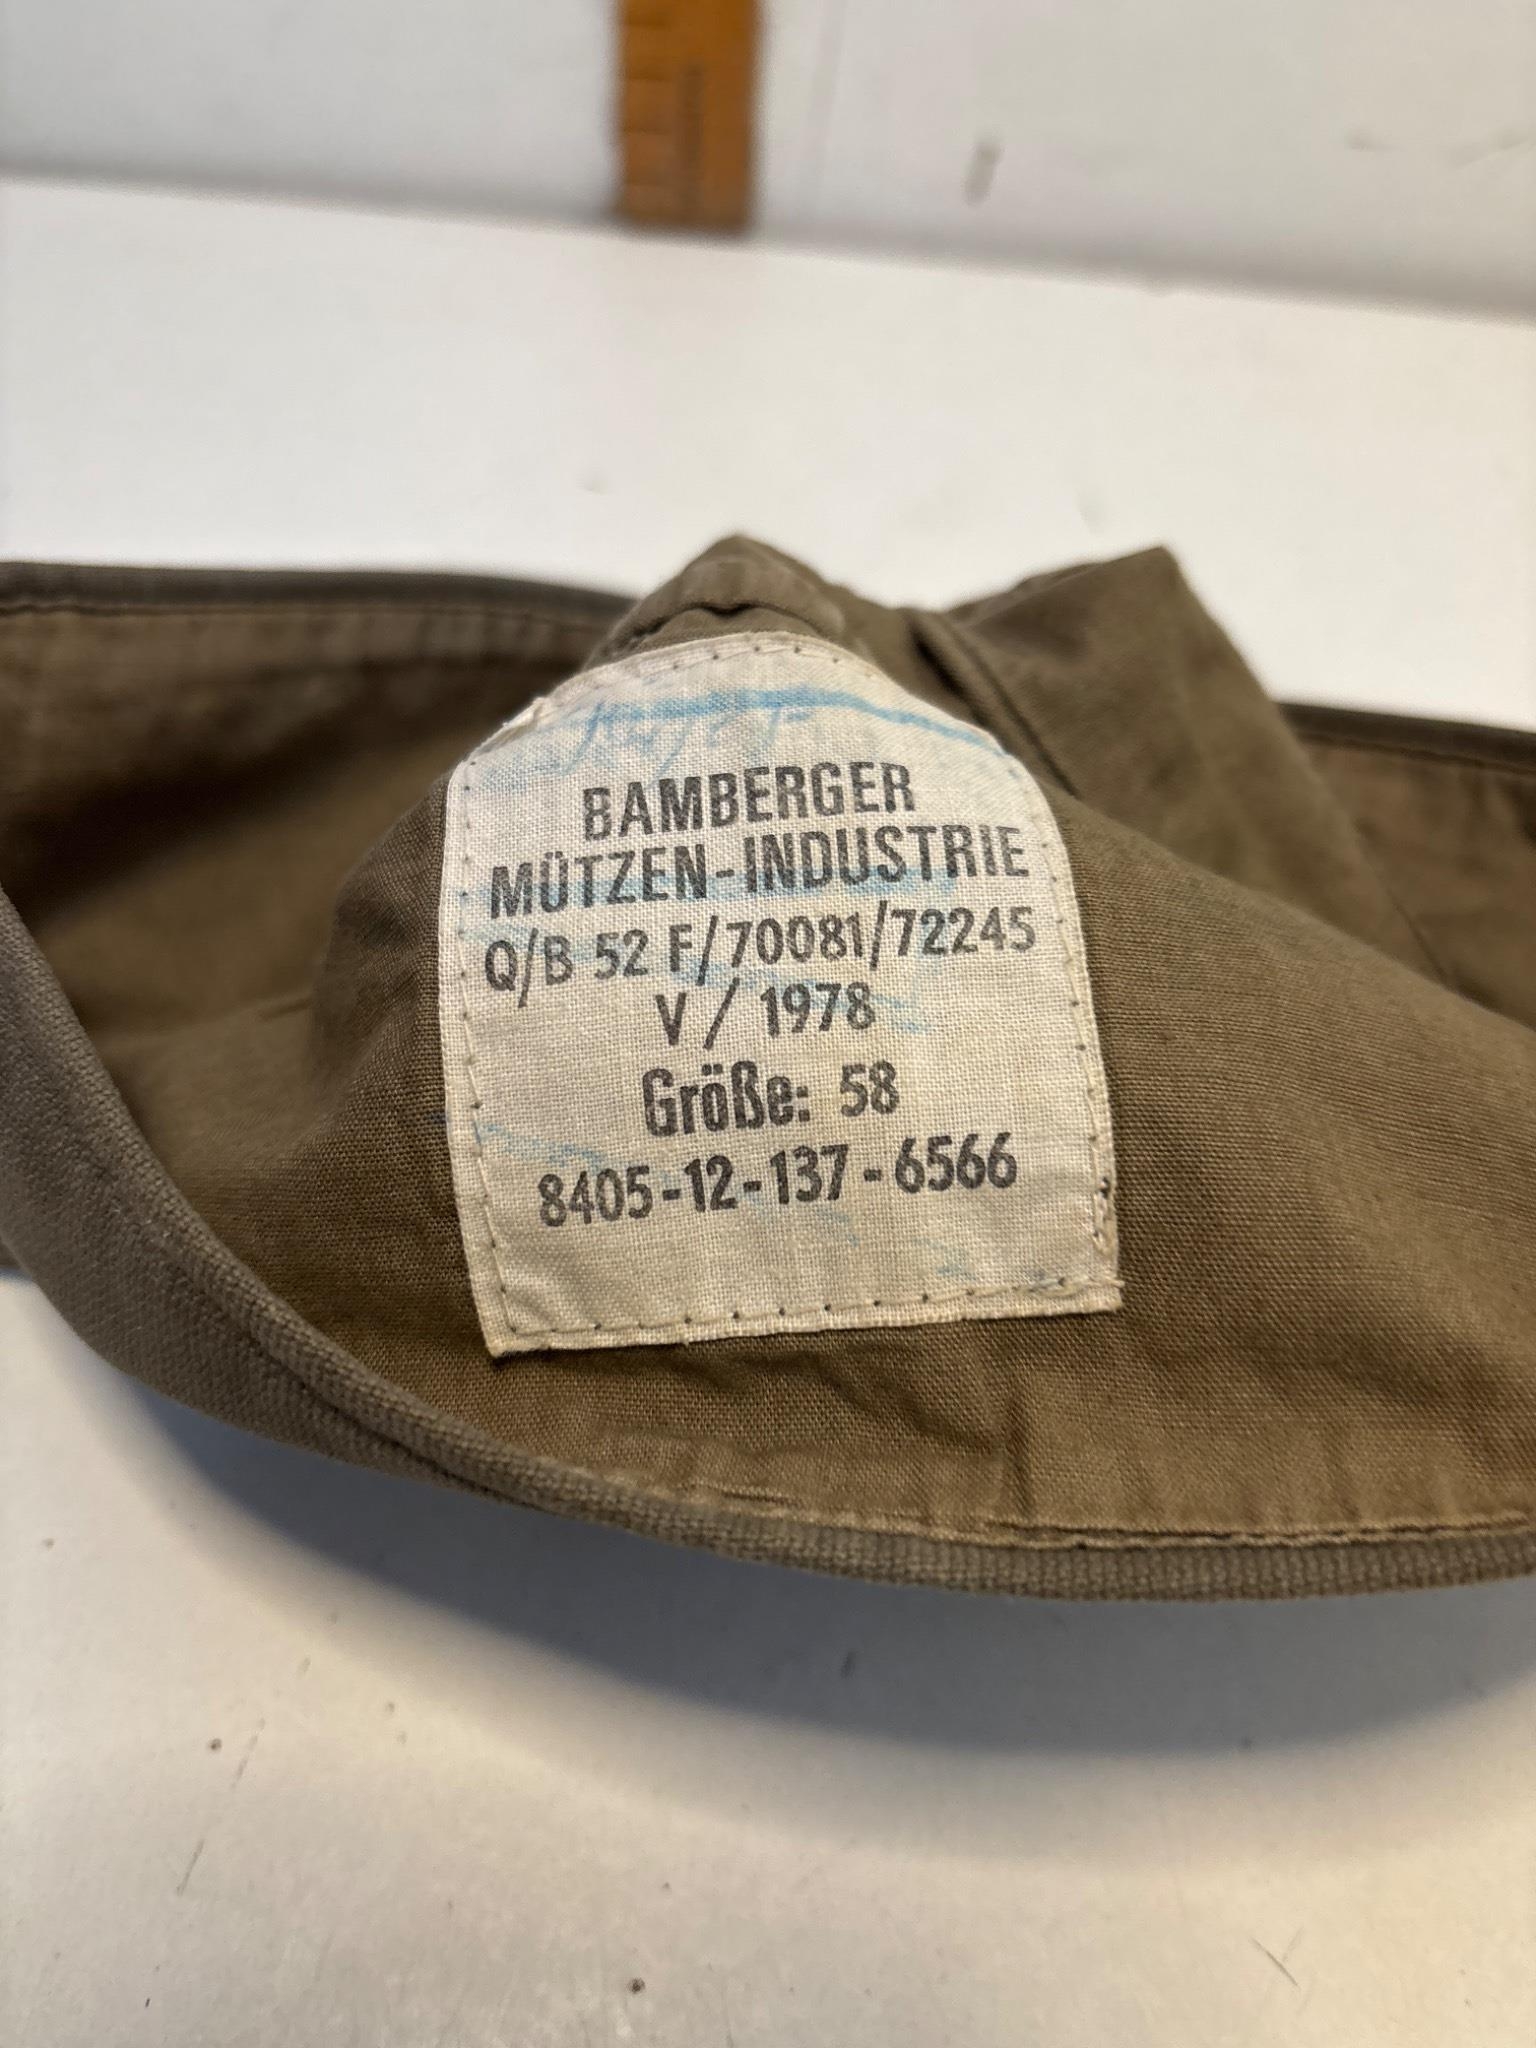 BAMBERGER
MÜTZEN-INDUSTRIE
Q/B 52 F/70081/72245
V / 1978
Größe: 58
8405-12-137-6566